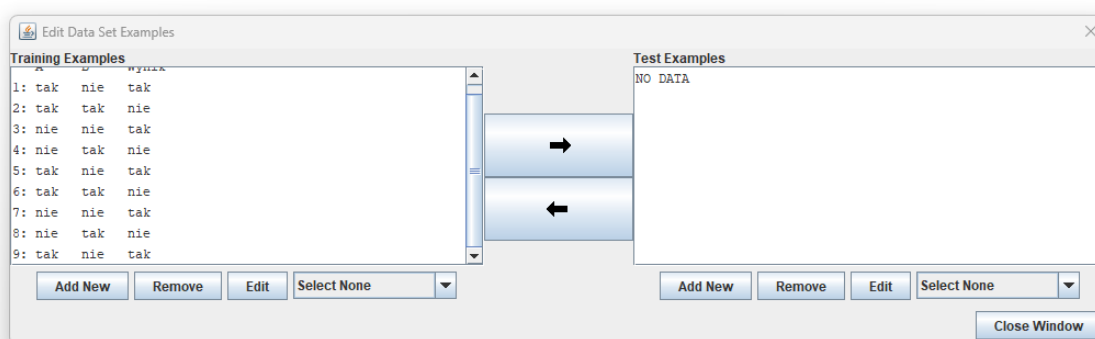 Edit Data Set Examples
Training Examples
A B Wynik
1: tak nie tak
2: tak tak nie
3: nie nie tak
4: nie tak nie
5: tak nie tak
6: tak tak nie
7: nie nie tak
8: nie tak nie
9: tak nie tak
Add New Remove Edit Select None
Test Examples
NO DATA
Add New Remove Edit Select None
Close Window